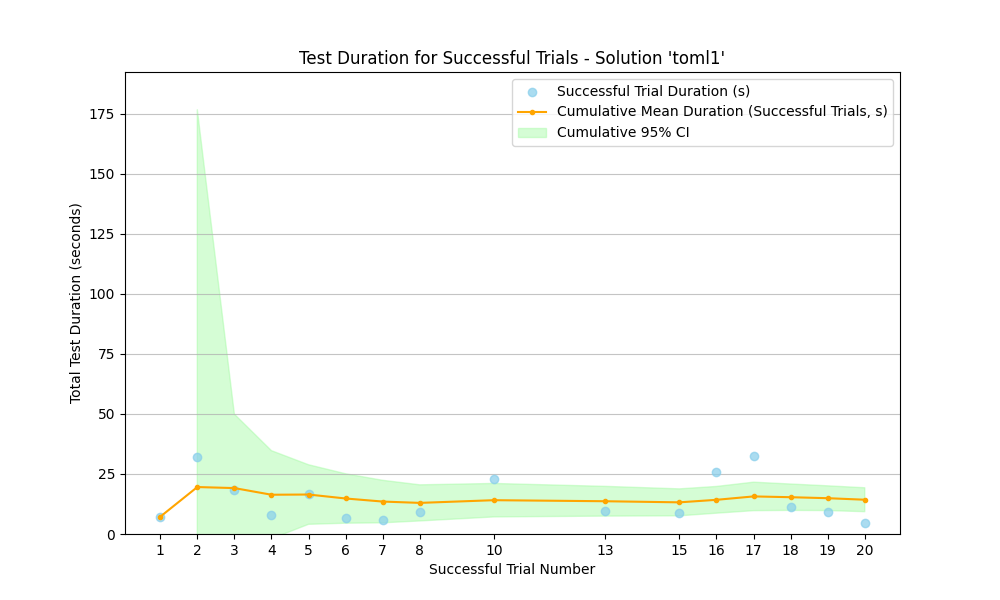 Test Duration for Successful Trials - Solution 'toml1'
Successful Trial Duration (s)
Cumulative Mean Duration (Successful Trials, s)
Cumulative 95% CI
Total Test Duration (seconds)
175
150
125
100
75
50
25
0
1 2 3 4 5 6 7 8 10 13 15 16 17 18 19 20
Successful Trial Number